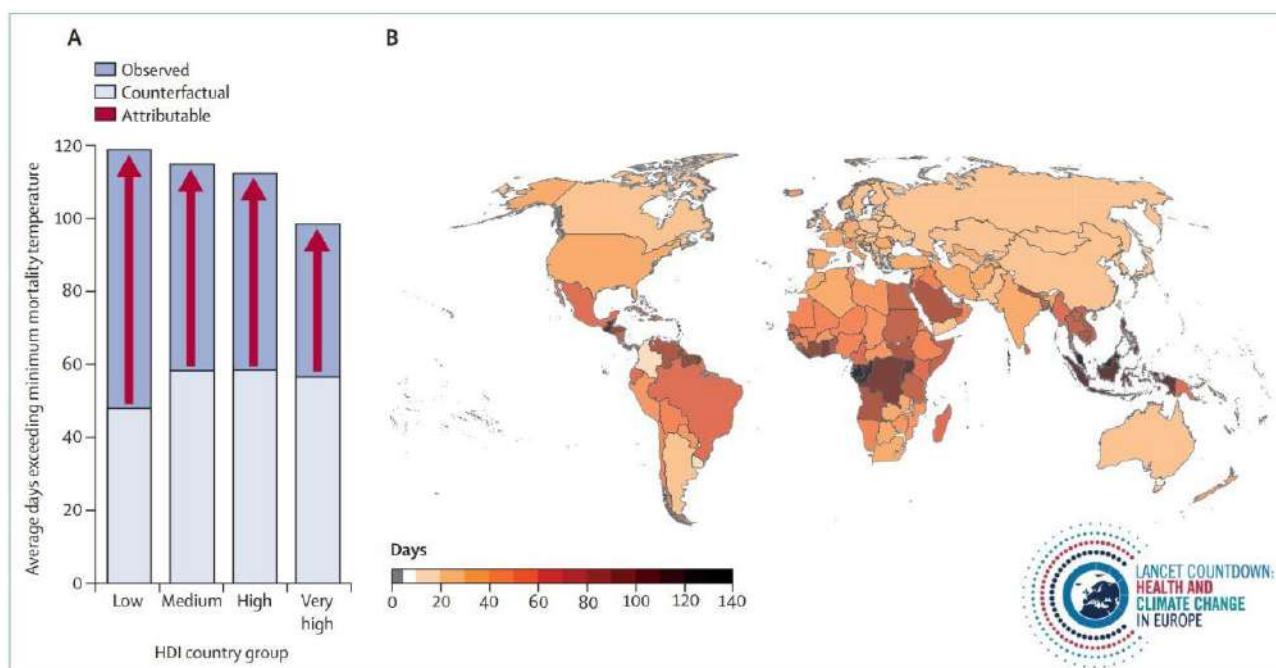 A
Observed
Counterfactual
Attributable
120
100
80
60
40
20
0
Average days exceeding minimum mortality temperature
Low
Medium
High
Very
high
HDI country group
B
Days
0 20 40 60 80 100 120 140
LANCET COUNTDOWN:
HEALTH AND
CLIMATE CHANGE
IN EUROPE